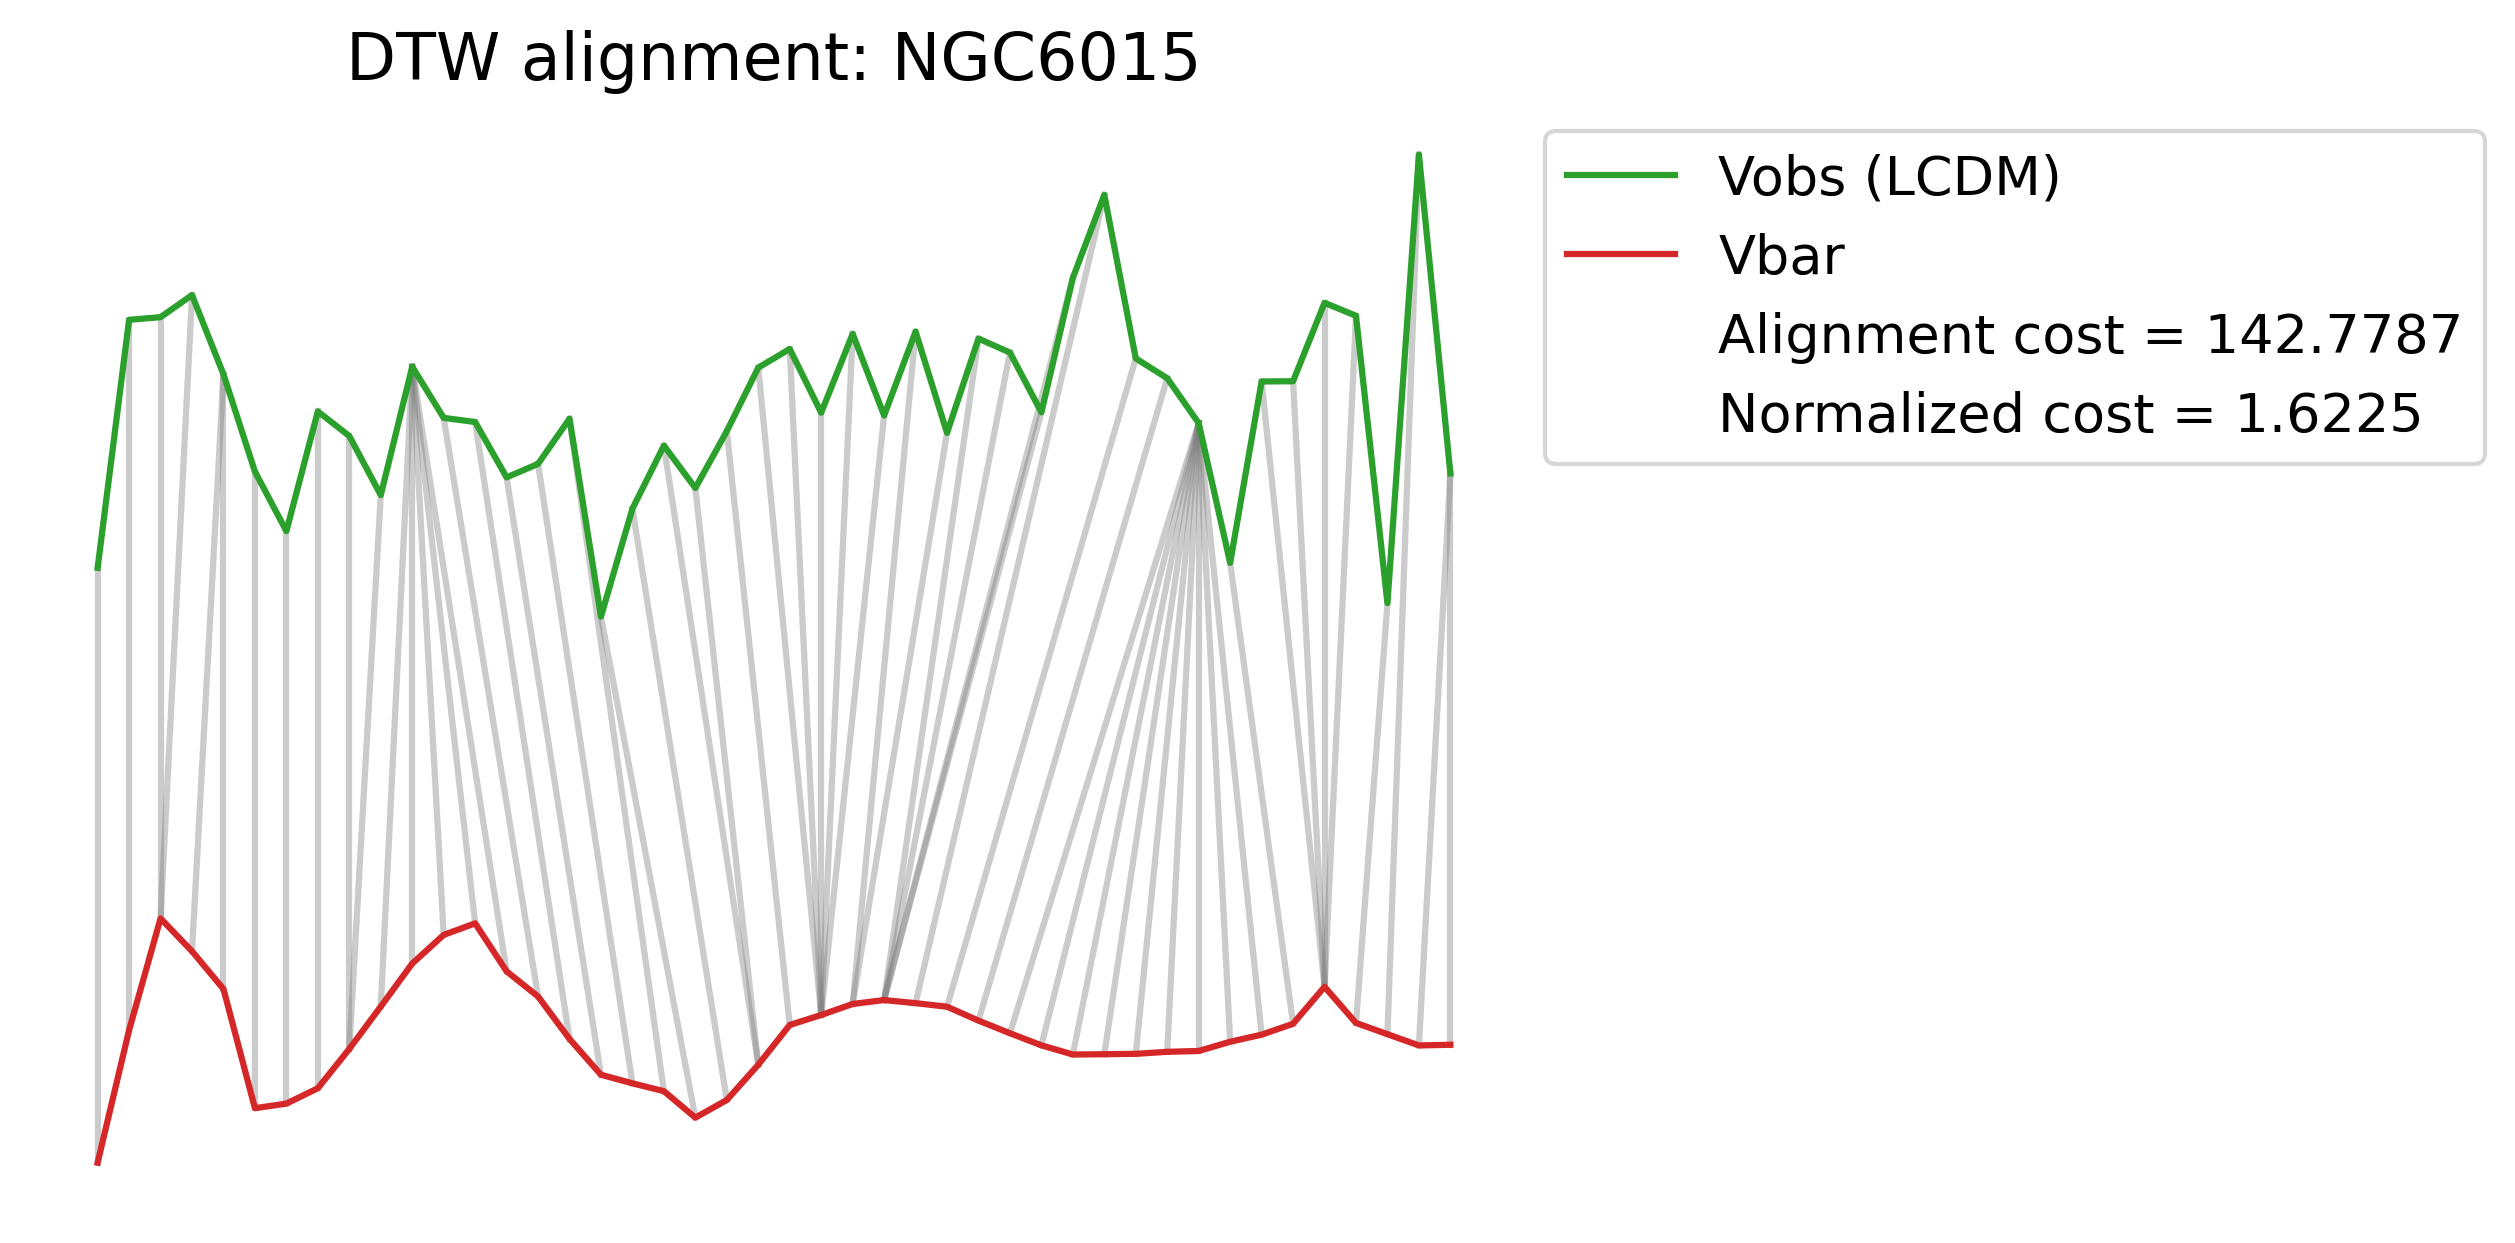 DTW alignment: NGC6015
Vobs (LCDM)
Vbar
Alignment cost = 142.7787
Normalized cost = 1.6225